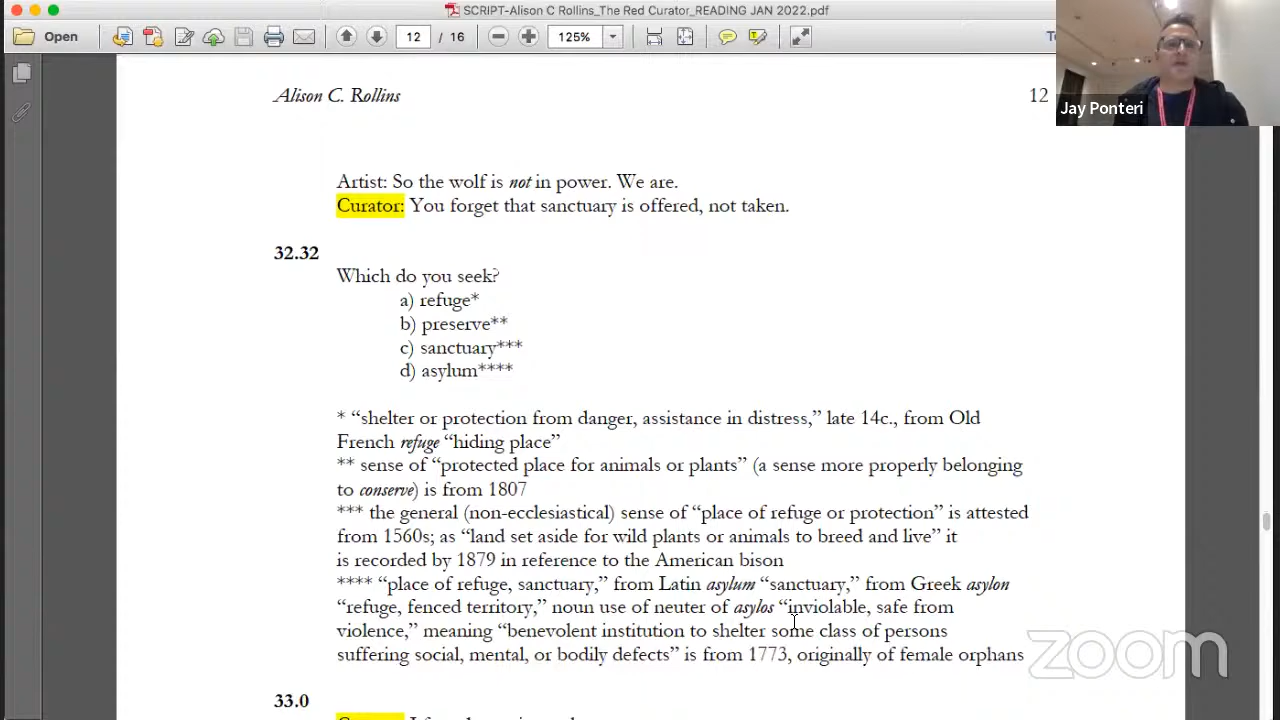 SCRIPT-Alison C Rollins_The Red Curator_READING JAN 2022.pdf
Open 12 / 16 125%
Jay Ponteri
Alison C. Rollins 12
Artist: So the wolf is not in power. We are.
Curator: You forget that sanctuary is offered, not taken.
32.32
Which do you seek?
a) refuge*
b) preserve**
c) sanctuary***
d) asylum****
* “shelter or protection from danger, assistance in distress,” late 14c., from Old
French refuge “hiding place”
** sense of “protected place for animals or plants” (a sense more properly belonging
to conserve) is from 1807
*** the general (non-ecclesiastical) sense of “place of refuge or protection” is attested
from 1560s; as “land set aside for wild plants or animals to breed and live” it
is recorded by 1879 in reference to the American bison
**** “place of refuge, sanctuary,” from Latin asylum “sanctuary,” from Greek asylon
“refuge, fenced territory,” noun use of neuter of asylos “inviolable, safe from
violence,” meaning “benevolent institution to shelter some class of persons
suffering social, mental, or bodily defects” is from 1773, originally of female orphans
zoom
33.0